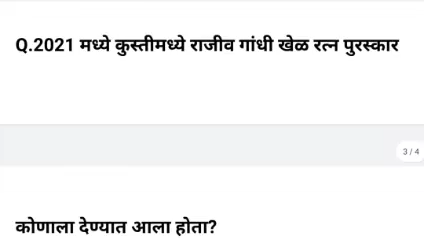 Q.2021 मध्ये कुस्तीमध्ये राजीव गांधी खेळ रत्न पुरस्कार
3 / 4
कोणाला देण्यात आला होता?